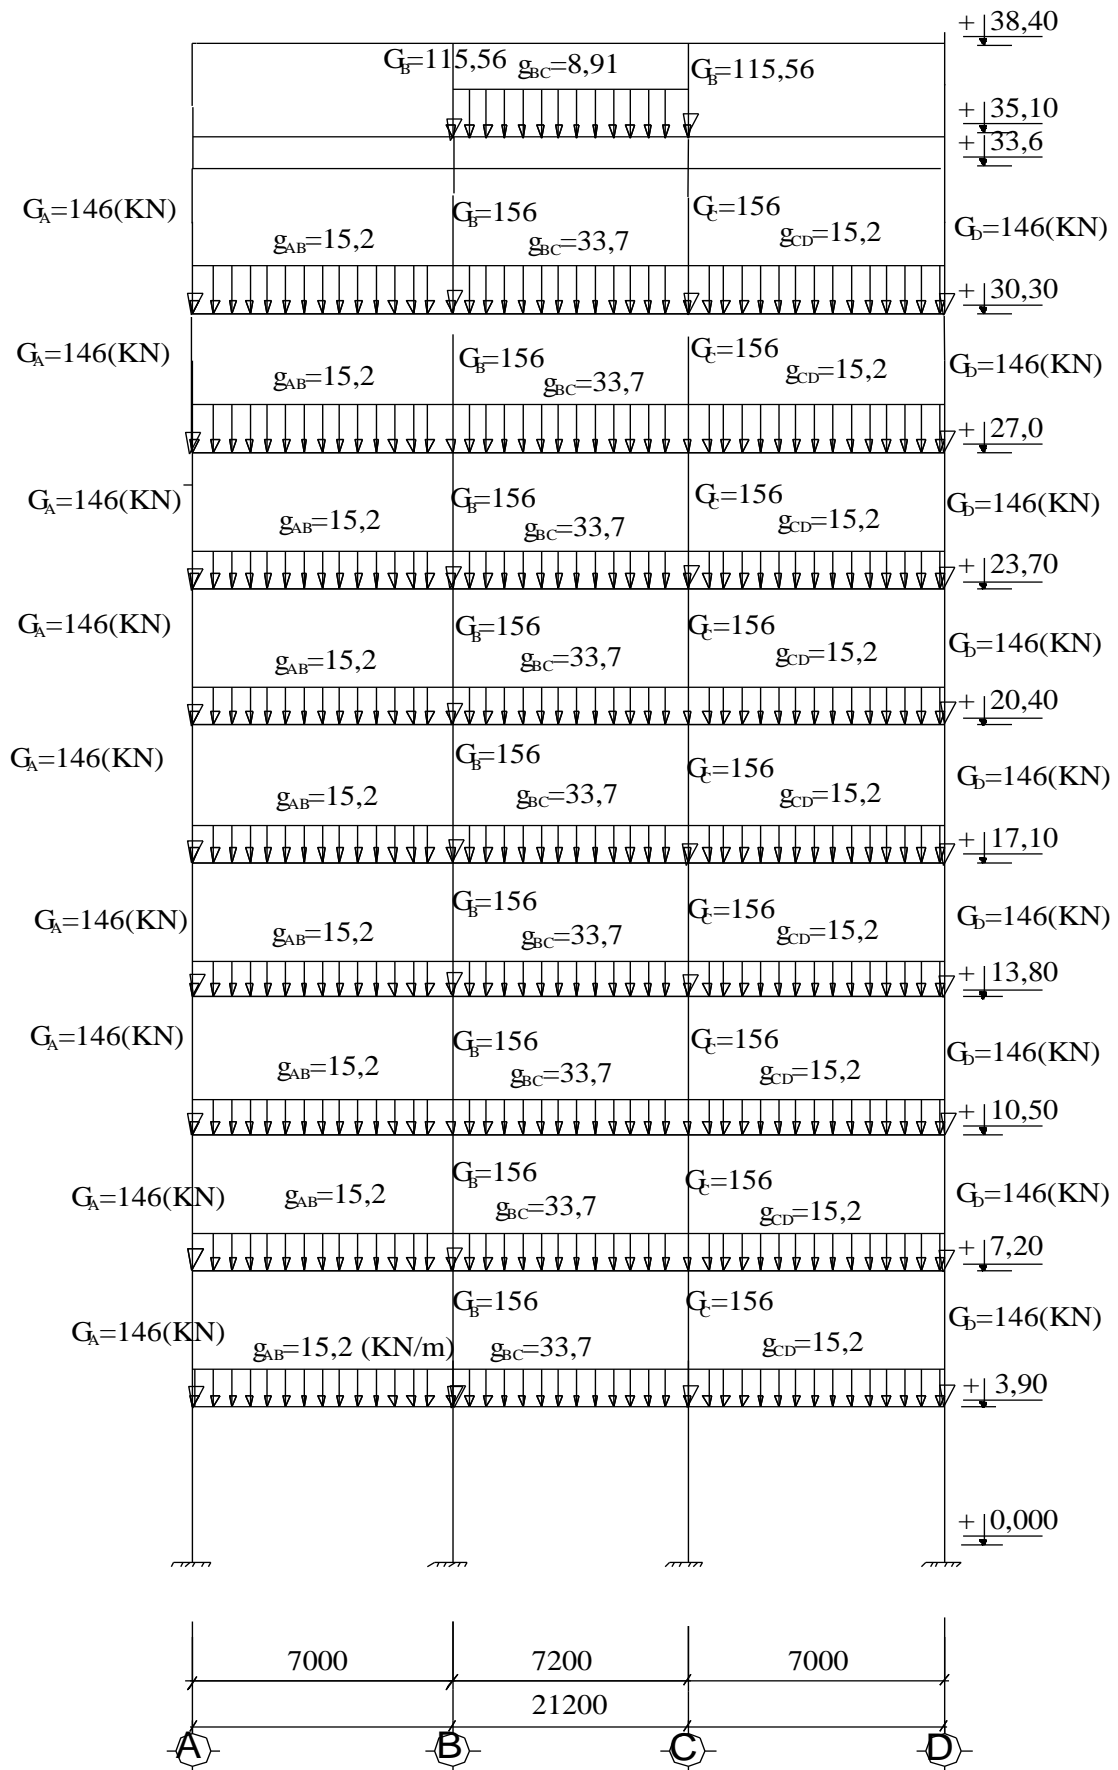 + 38,40
G_B=115,56 g_BC=8,91 G_B=115,56
+ 35,10
+ 33,6
G_A=146(KN) G_B=156 G_C=156 G_D=146(KN)
g_AB=15,2 g_BC=33,7 g_CD=15,2
+ 30,30
G_A=146(KN) G_B=156 G_C=156 G_D=146(KN)
g_AB=15,2 g_BC=33,7 g_CD=15,2
+ 27,0
G_A=146(KN) G_B=156 G_C=156 G_D=146(KN)
g_AB=15,2 g_BC=33,7 g_CD=15,2
+ 23,70
G_A=146(KN) G_B=156 G_C=156 G_D=146(KN)
g_AB=15,2 g_BC=33,7 g_CD=15,2
+ 20,40
G_A=146(KN) G_B=156 G_C=156 G_D=146(KN)
g_AB=15,2 g_BC=33,7 g_CD=15,2
+ 17,10
G_A=146(KN) G_B=156 G_C=156 G_D=146(KN)
g_AB=15,2 g_BC=33,7 g_CD=15,2
+ 13,80
G_A=146(KN) G_B=156 G_C=156 G_D=146(KN)
g_AB=15,2 g_BC=33,7 g_CD=15,2
+ 10,50
G_A=146(KN) G_B=156 G_C=156 G_D=146(KN)
g_AB=15,2 g_BC=33,7 g_CD=15,2
+ 7,20
G_A=146(KN) G_B=156 G_C=156 G_D=146(KN)
g_AB=15,2 (KN/m) g_BC=33,7 g_CD=15,2
+ 3,90
+ 0,000
7000 7200 7000
21200
A B C D